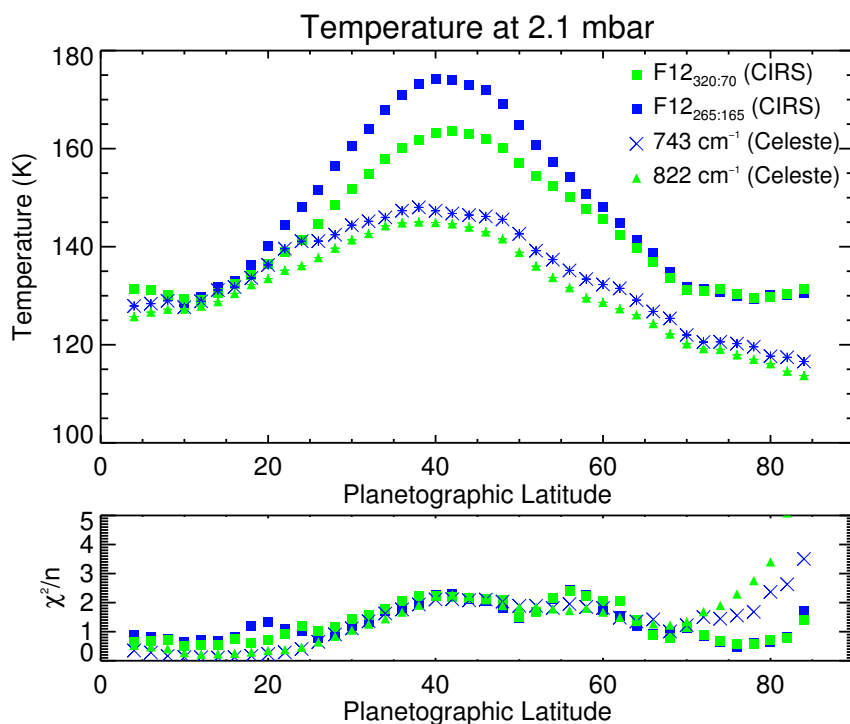 Temperature at 2.1 mbar
180
160
140
120
100
Temperature (K)
F12₃₂₀:₇₀ (CIRS)
F12₂₆₅:₁₆₅ (CIRS)
743 cm⁻¹ (Celeste)
822 cm⁻¹ (Celeste)
0 20 40 60 80
Planetographic Latitude
5
4
3
2
1
0
χ²/n
0 20 40 60 80
Planetographic Latitude